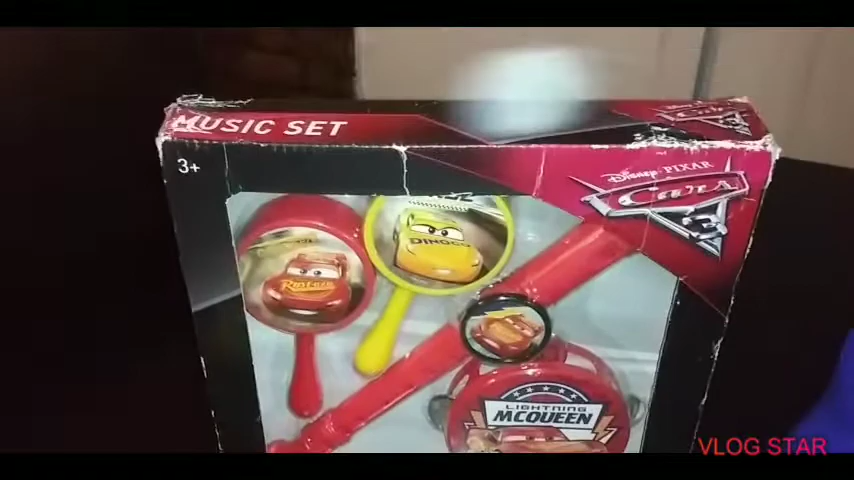 MUSIC SET
3+
Disney·PIXAR
Cars
3
DINOCO
Rust-eze
LIGHTNING
MCQUEEN
VLOG STAR